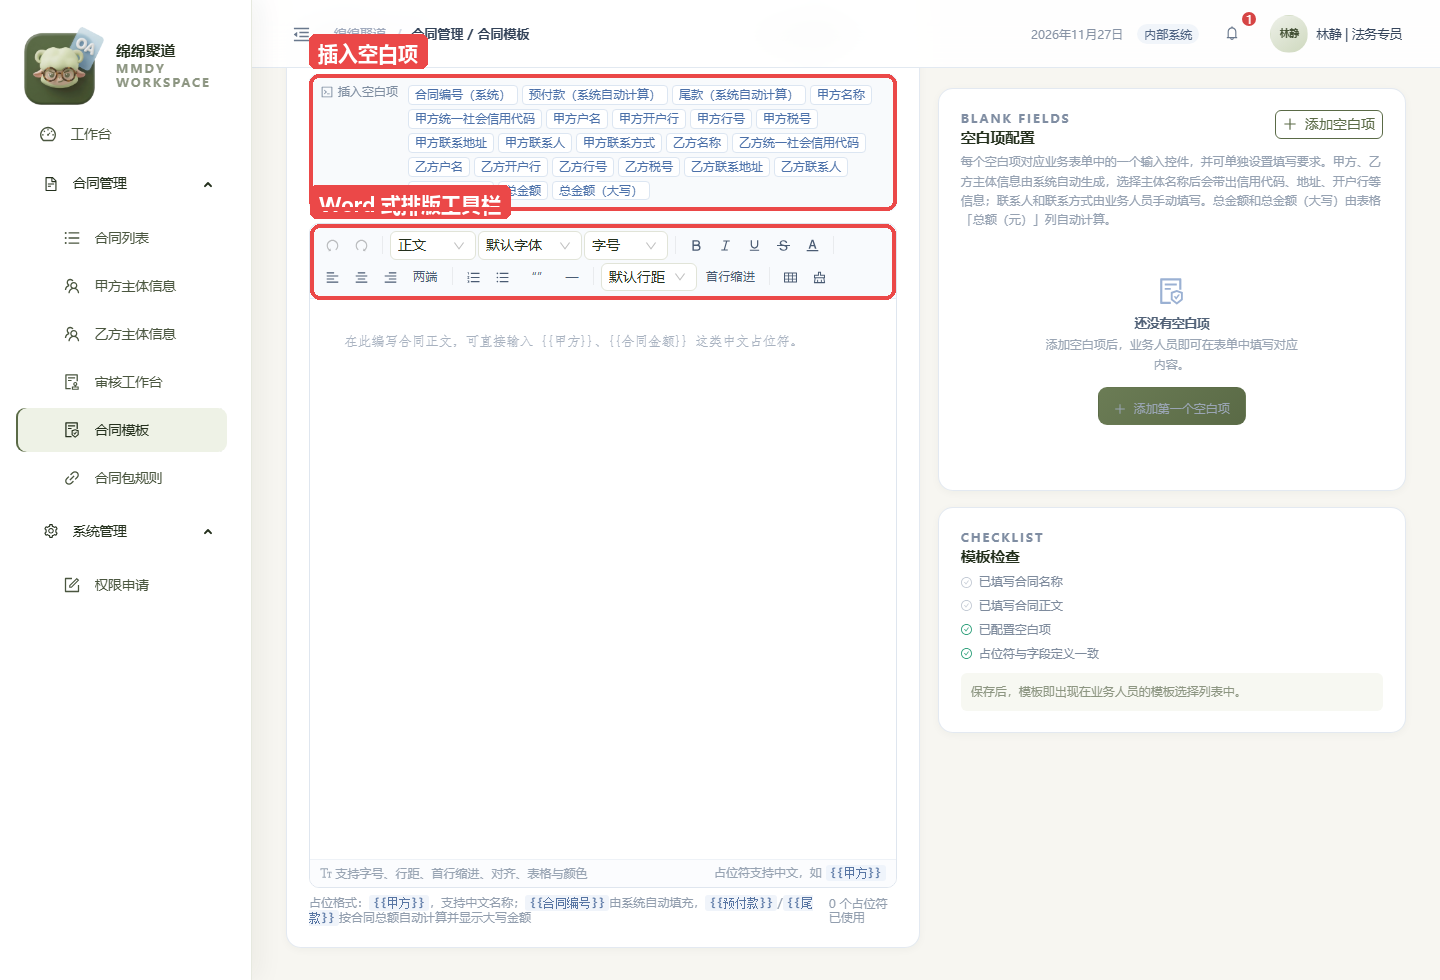 QA
绵绵聚道
MMDY
WORKSPACE
工作台
合同管理
合同列表
甲方主体信息
乙方主体信息
审核工作台
合同模板
合同包规则
系统管理
权限申请
绵绵聚道 / 合同管理 / 合同模板
2026年11月27日
内部系统
1
林静
林静 | 法务专员
插入空白项
插入空白项
合同编号（系统） 预付款（系统自动计算） 尾款（系统自动计算） 甲方名称
甲方统一社会信用代码 甲方户名 甲方开户行 甲方行号 甲方税号
甲方联系地址 甲方联系人 甲方联系方式 乙方名称 乙方统一社会信用代码
乙方户名 乙方开户行 乙方行号 乙方税号 乙方联系地址 乙方联系人
总金额 总金额（大写）
Word 式排版工具栏
正文 默认字体 字号 B I U S A
两端 “” — 默认行距 首行缩进
在此编写合同正文，可直接输入 {{甲方}}、{{合同金额}} 这类中文占位符。
Tr 支持字号、行距、首行缩进、对齐、表格与颜色
占位符支持中文，如 {{甲方}}
占位格式： {{甲方}} ，支持中文名称； {{合同编号}} 由系统自动填充， {{预付款}} / {{尾
款}} 按合同总额自动计算并显示大写金额
0 个占位符
已使用
BLANK FIELDS
空白项配置
添加空白项
每个空白项对应业务表单中的一个输入控件，并可单独设置填写要求。甲方、乙
方主体信息由系统自动生成，选择主体名称后会带出信用代码、地址、开户行等
信息；联系人和联系方式由业务人员手动填写。总金额和总金额（大写）由表格
「总额（元）」列自动计算。
还没有空白项
添加空白项后，业务人员即可在表单中填写对应
内容。
添加第一个空白项
CHECKLIST
模板检查
已填写合同名称
已填写合同正文
已配置空白项
占位符与字段定义一致
保存后，模板即出现在业务人员的模板选择列表中。